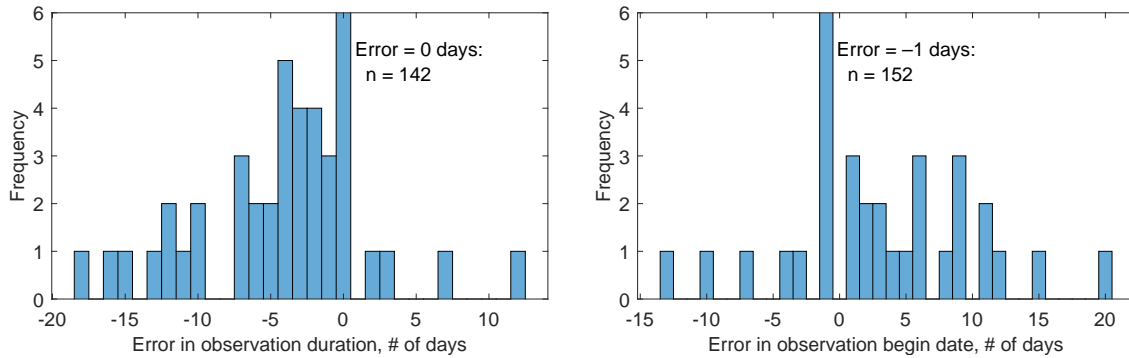 6
5
4
3
2
1
0
Frequency
Error = 0 days:
n = 142
-20 -15 -10 -5 0 5 10
Error in observation duration, # of days
6
5
4
3
2
1
0
Frequency
Error = –1 days:
n = 152
-15 -10 -5 0 5 10 15 20
Error in observation begin date, # of days